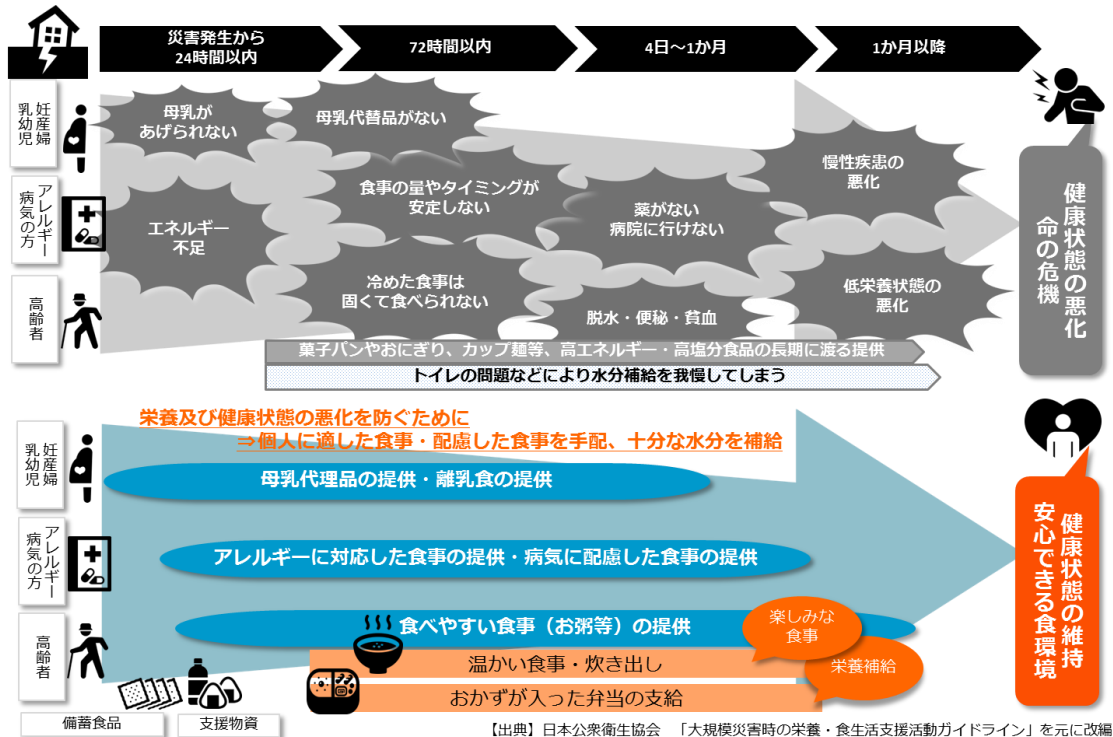 災害発生から
24時間以内
72時間以内
4日～1か月
1か月以降
妊産婦
乳幼児
アレルギー
病気の方
高齢者
母乳が
あげられない
母乳代替品がない
エネルギー
不足
食事の量やタイミングが
安定しない
冷めた食事は
固くて食べられない
薬がない
病院に行けない
脱水・便秘・貧血
慢性疾患の
悪化
低栄養状態の
悪化
健康状態の悪化
命の危機
菓子パンやおにぎり、カップ麺等、高エネルギー・高塩分食品の長期に渡る提供
トイレの問題などにより水分補給を我慢してしまう
栄養及び健康状態の悪化を防ぐために
⇒個人に適した食事・配慮した食事を手配、十分な水分を補給
妊産婦
乳幼児
アレルギー
病気の方
高齢者
母乳代理品の提供・離乳食の提供
アレルギーに対応した食事の提供・病気に配慮した食事の提供
食べやすい食事（お粥等）の提供
楽しみな
食事
栄養補給
温かい食事・炊き出し
おかずが入った弁当の支給
健康状態の維持
安心できる食環境
備蓄食品
支援物資
【出典】日本公衆衛生協会　「大規模災害時の栄養・食生活支援活動ガイドライン」を元に改編